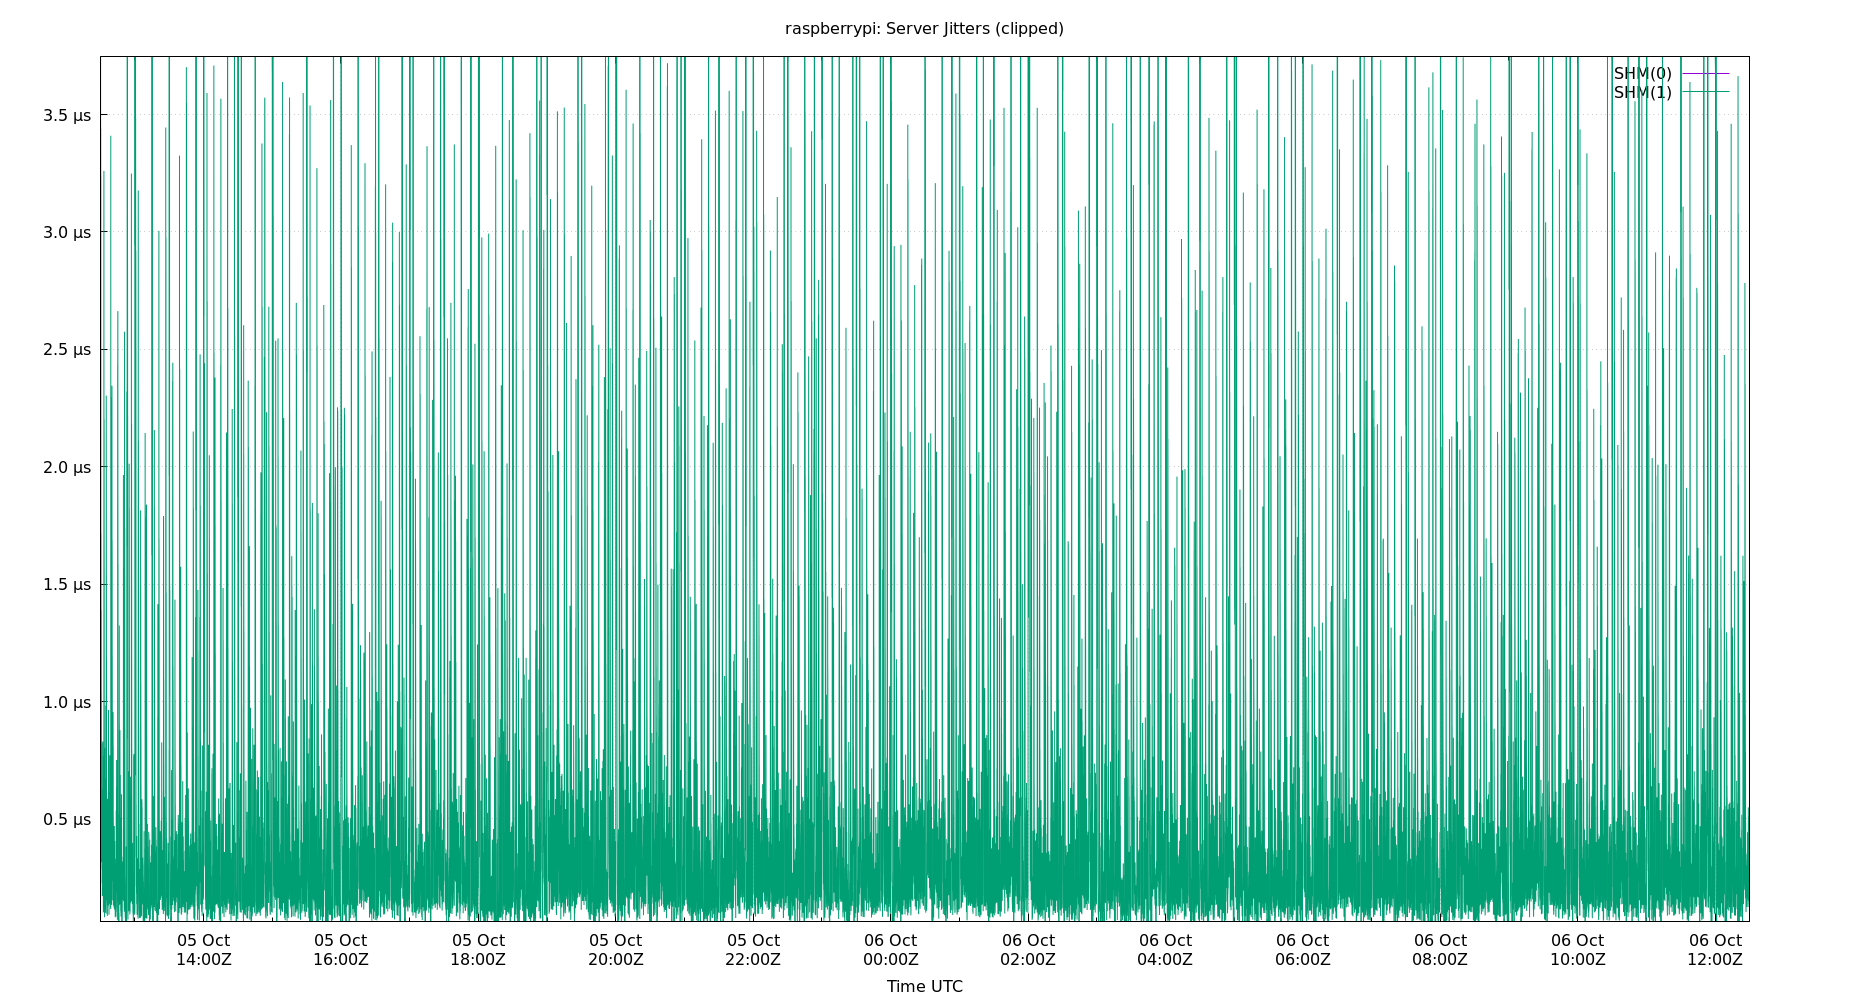 raspberrypi: Server Jitters (clipped)
SHM(0)
SHM(1)
3.5 µs
3.0 µs
2.5 µs
2.0 µs
1.5 µs
1.0 µs
0.5 µs
05 Oct 05 Oct 05 Oct 05 Oct 05 Oct 06 Oct 06 Oct 06 Oct 06 Oct 06 Oct 06 Oct 06 Oct
14:00Z 16:00Z 18:00Z 20:00Z 22:00Z 00:00Z 02:00Z 04:00Z 06:00Z 08:00Z 10:00Z 12:00Z
Time UTC